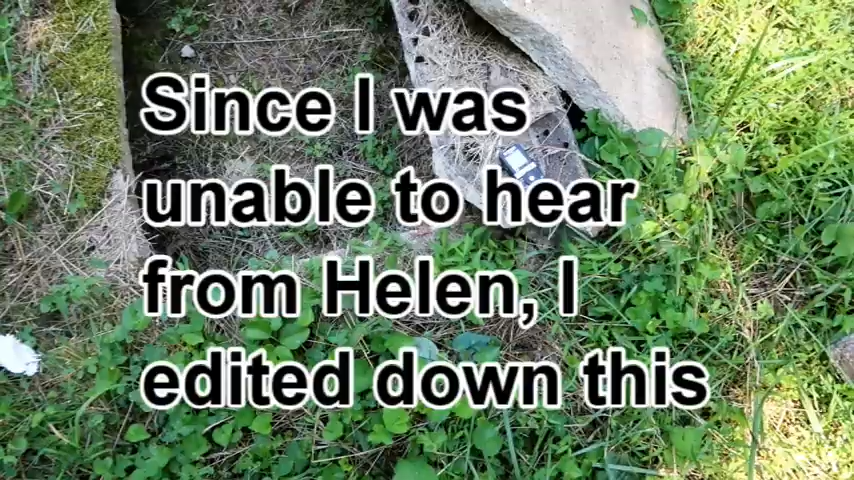 Since I was
unable to hear
from Helen, I
edited down this